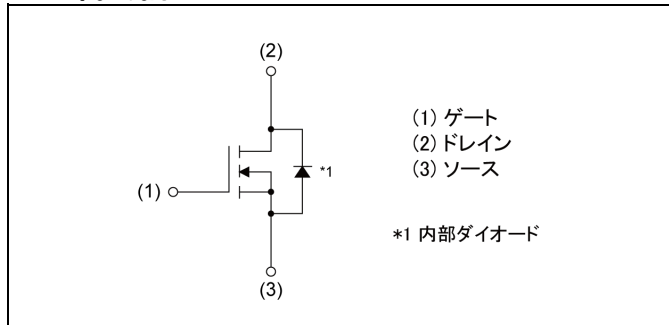 (2)
(1) ゲート
(2) ドレイン
(3) ソース
*1
(1)
*1 内部ダイオード
(3)